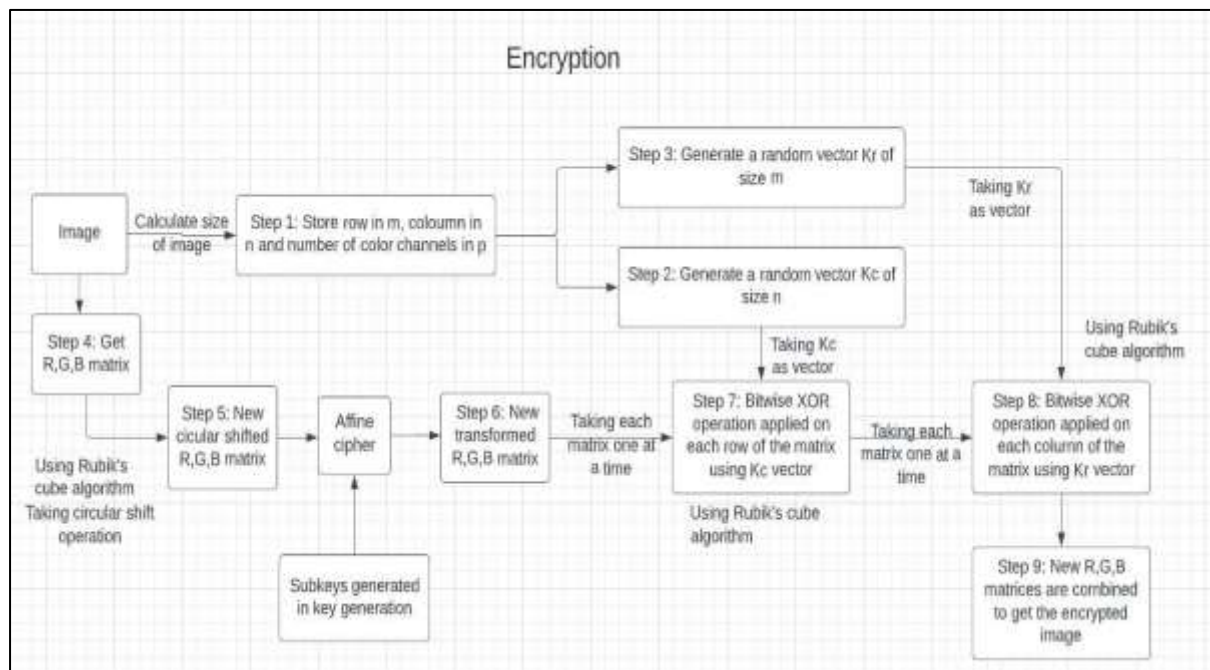 Encryption
Step 3: Generate a random vector Kr of
size m
Taking Kr
as vector
Image
Calculate size
of image
Step 1: Store row in m, coloumn in
n and number of color channels in p
Step 2: Generate a random vector Kc of
size n
Step 4: Get
R,G,B matrix
Taking Kc
as vector
Using Rubik's
cube algorithm
Step 5: New
cicular shifted
R,G,B matrix
Affine
cipher
Step 6: New
transformed
R,G,B matrix
Taking each
matrix one at
a time
Step 7: Bitwise XOR
operation applied on
each row of the matrix
using Kc vector
Taking each
matrix one at a
time
Step 8: Bitwise XOR
operation applied on
each column of the
matrix using Kr vector
Using Rubik's
cube algorithm
Taking circular shift
operation
Using Rubik's cube
algorithm
Subkeys generated
in key generation
Step 9: New R,G,B
matrices are combined
to get the encrypted
image